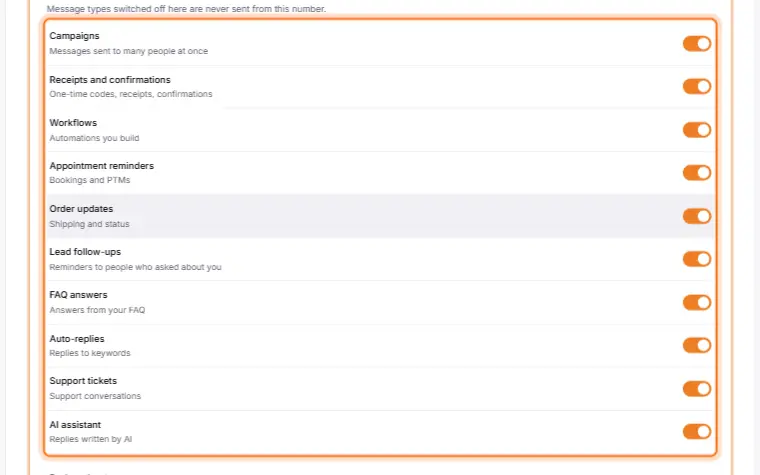 Message types switched off here are never sent from this number.
Campaigns
Messages sent to many people at once
Receipts and confirmations
One-time codes, receipts, confirmations
Workflows
Automations you build
Appointment reminders
Bookings and PTMs
Order updates
Shipping and status
Lead follow-ups
Reminders to people who asked about you
FAQ answers
Answers from your FAQ
Auto-replies
Replies to keywords
Support tickets
Support conversations
AI assistant
Replies written by AI